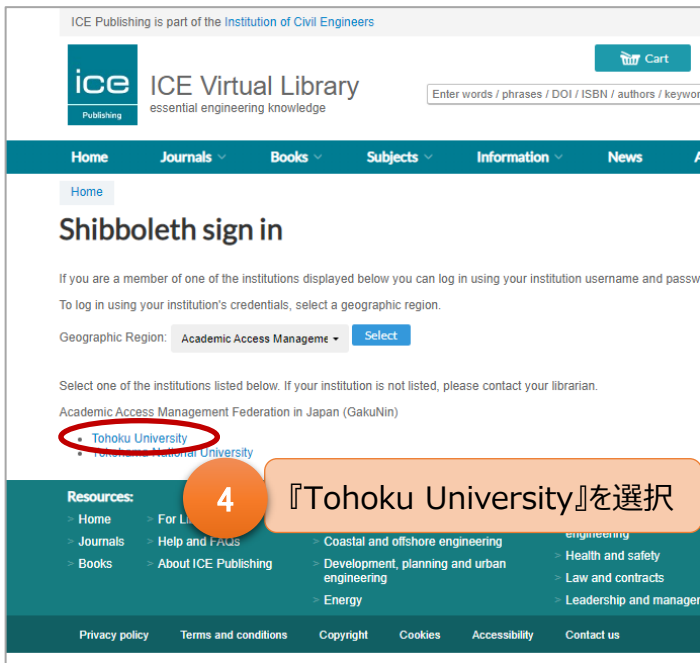 ICE Publishing is part of the Institution of Civil Engineers
ice
Publishing
ICE Virtual Library
essential engineering knowledge
Cart
Enter words / phrases / DOI / ISBN / authors / keywor
Home Journals Books Subjects Information News A
Home
Shibboleth sign in
If you are a member of one of the institutions displayed below you can log in using your institution username and passw
To log in using your institution's credentials, select a geographic region.
Geographic Region: Academic Access Manageme Select
Select one of the institutions listed below. If your institution is not listed, please contact your librarian.
Academic Access Management Federation in Japan (GakuNin)
• Tohoku University
• Yokohama National University
4 『Tohoku University』を選択
Resources:
> Home
> Journals
> Books
> For L
> Help and FAQs
> About ICE Publishing
> Coastal and offshore engineering
> Development, planning and urban
engineering
> Energy
engineering
> Health and safety
> Law and contracts
> Leadership and manager
Privacy policy Terms and conditions Copyright Cookies Accessibility Contact us